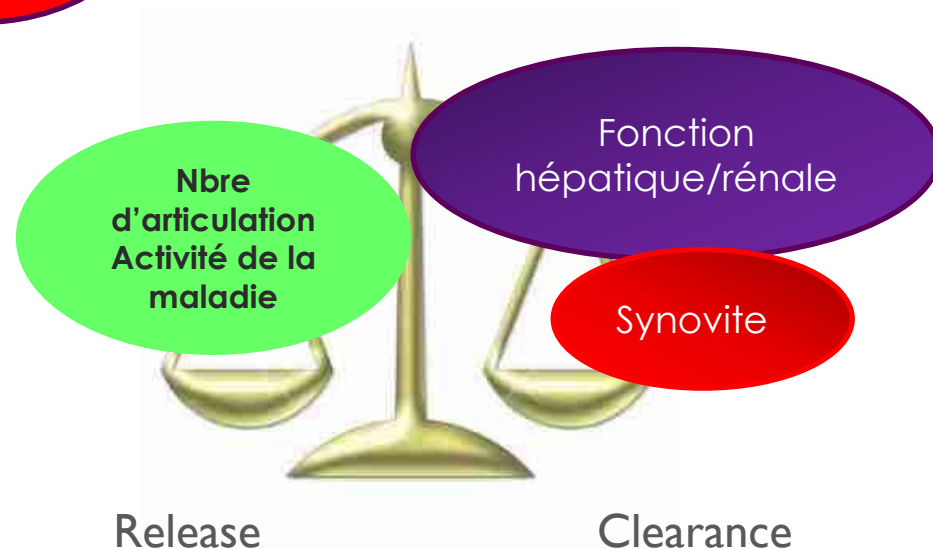 Nbre
d’articulation
Activité de la
maladie
Fonction
hépatique/rénale
Synovite
Release
Clearance